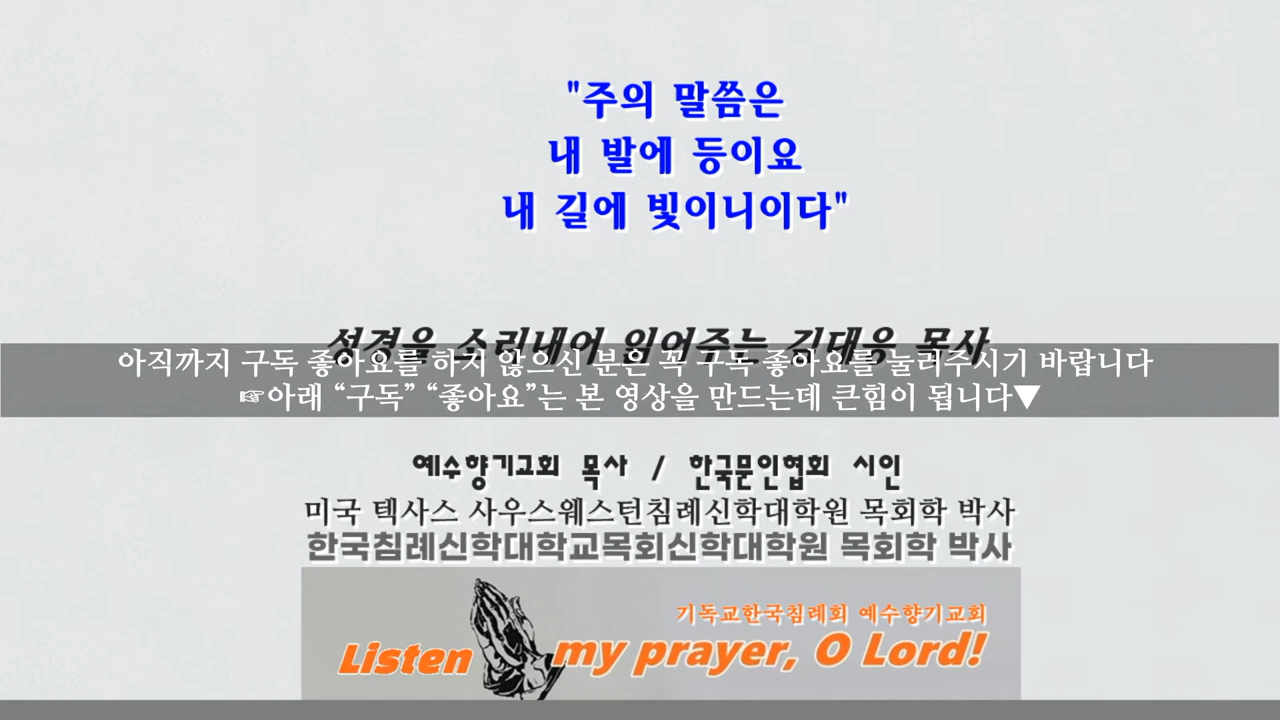 "주의 말씀은
내 발에 등이요
내 길에 빛이니이다"
성경을 소리내어 읽어주는 김대응 목사
아직까지 구독 좋아요를 하지 않으신 분은 꼭 구독 좋아요를 눌러주시기 바랍니다
☞아래 “구독” “좋아요”는 본 영상을 만드는데 큰힘이 됩니다▼
예수향기교회 목사 / 한국문인협회 시인
미국 텍사스 사우스웨스턴침례신학대학원 목회학 박사
한국침례신학대학교목회신학대학원 목회학 박사
기독교한국침례회 예수향기교회
Listen my prayer, O Lord!